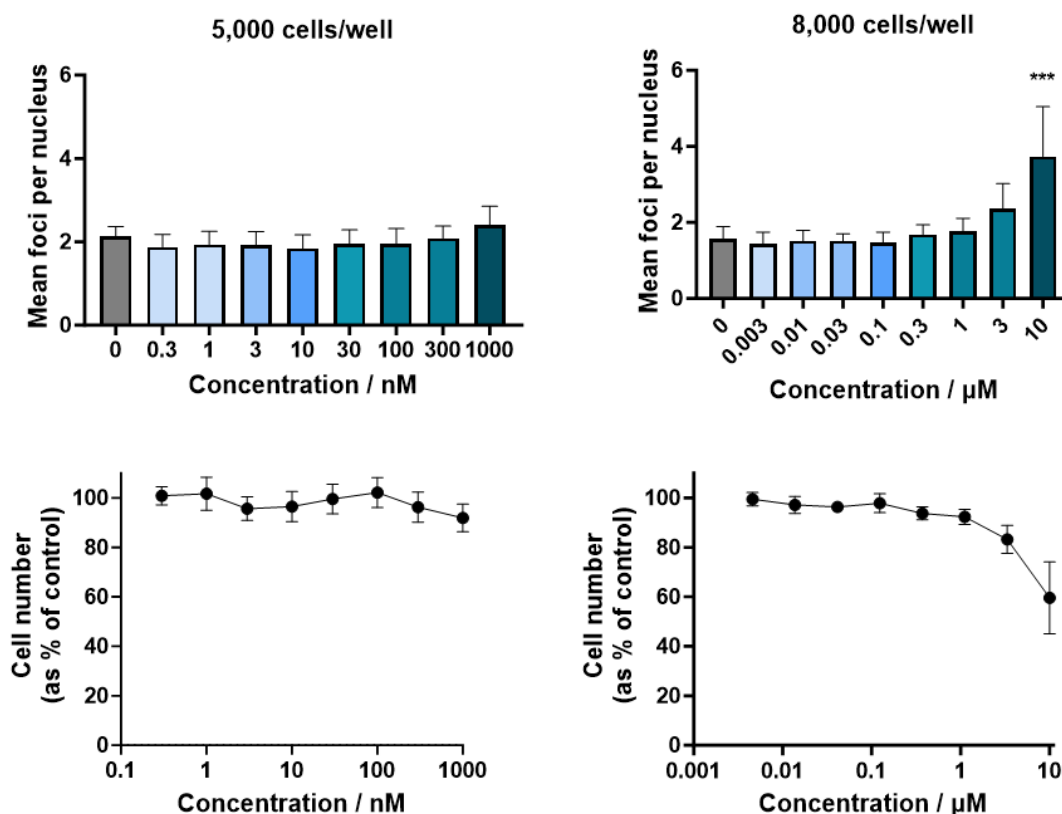 5,000 cells/well
Mean foci per nucleus
6
4
2
0
0 0.3 1 3 10 30 100 300 1000
Concentration / nM
8,000 cells/well
Mean foci per nucleus
6
4
2
0
***
0 0.003 0.01 0.03 0.1 0.3 1 3 10
Concentration / µM
Cell number
(as % of control)
100
80
60
40
20
0
0.1 1 10 100 1000
Concentration / nM
Cell number
(as % of control)
100
80
60
40
20
0
0.001 0.01 0.1 1 10
Concentration / µM